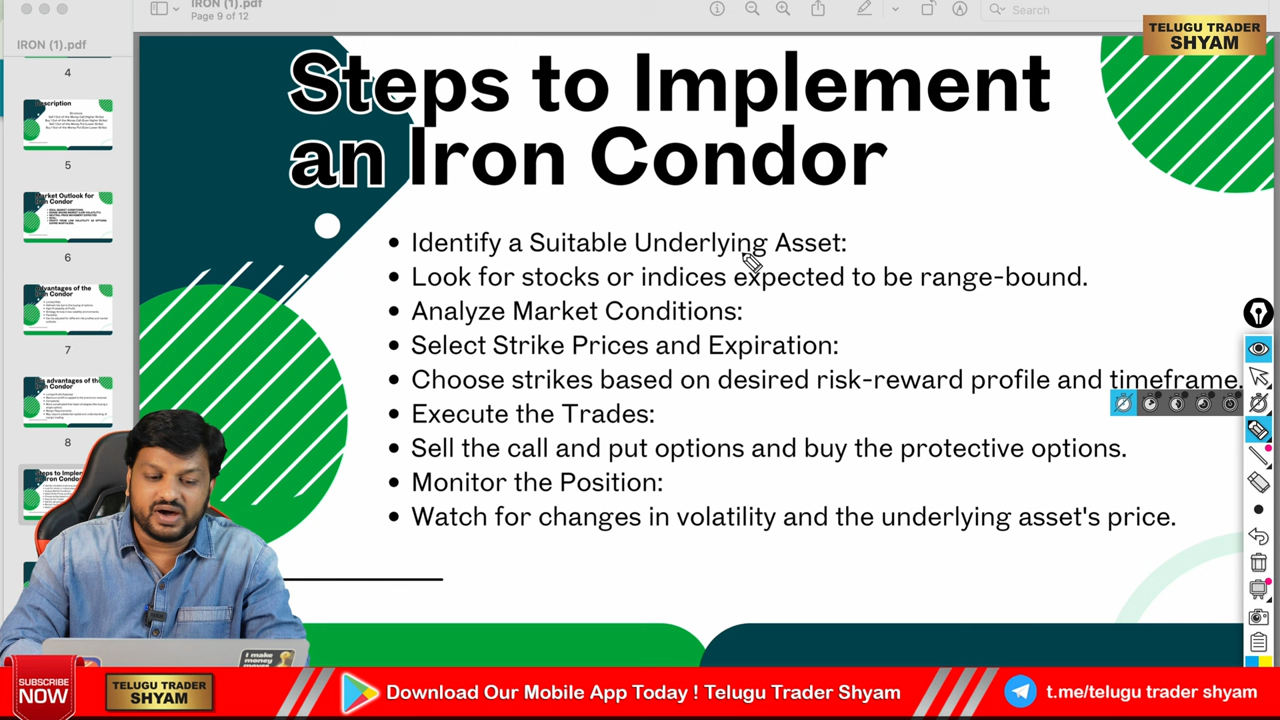 IRON (1).pdf
Page 9 of 12
Search
IRON (1).pdf
TELUGU TRADER
SHYAM
Steps to Implement
an Iron Condor
• Identify a Suitable Underlying Asset:
• Look for stocks or indices expected to be range-bound.
• Analyze Market Conditions:
• Select Strike Prices and Expiration:
• Choose strikes based on desired risk-reward profile and timeframe.
• Execute the Trades:
• Sell the call and put options and buy the protective options.
• Monitor the Position:
• Watch for changes in volatility and the underlying asset's price.
4
5
6
7
8
I make
money
moves
SUBSCRIBE
NOW
TELUGU TRADER
SHYAM
Download Our Mobile App Today ! Telugu Trader Shyam
t.me/telugu trader shyam